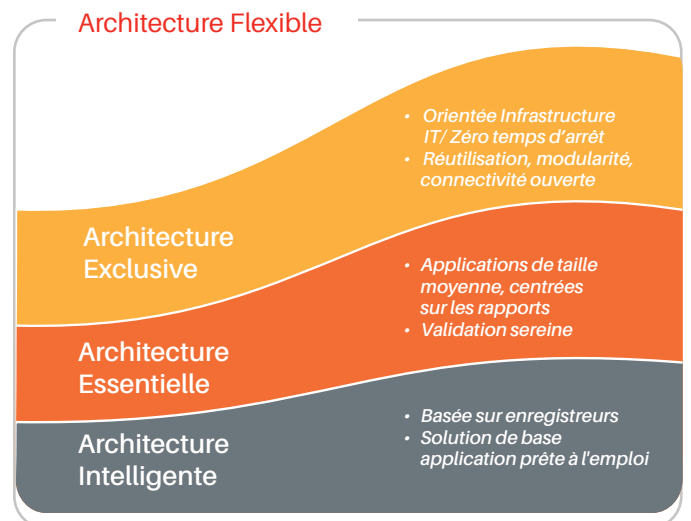 Architecture Flexible
• Orientée Infrastructure
IT/ Zéro temps d'arrêt
• Réutilisation, modularité,
connectivité ouverte
Architecture
Exclusive
• Applications de taille
moyenne, centrées
sur les rapports
• Validation sereine
Architecture
Essentielle
• Basée sur enregistreurs
• Solution de base
application prête à l'emploi
Architecture
Intelligente